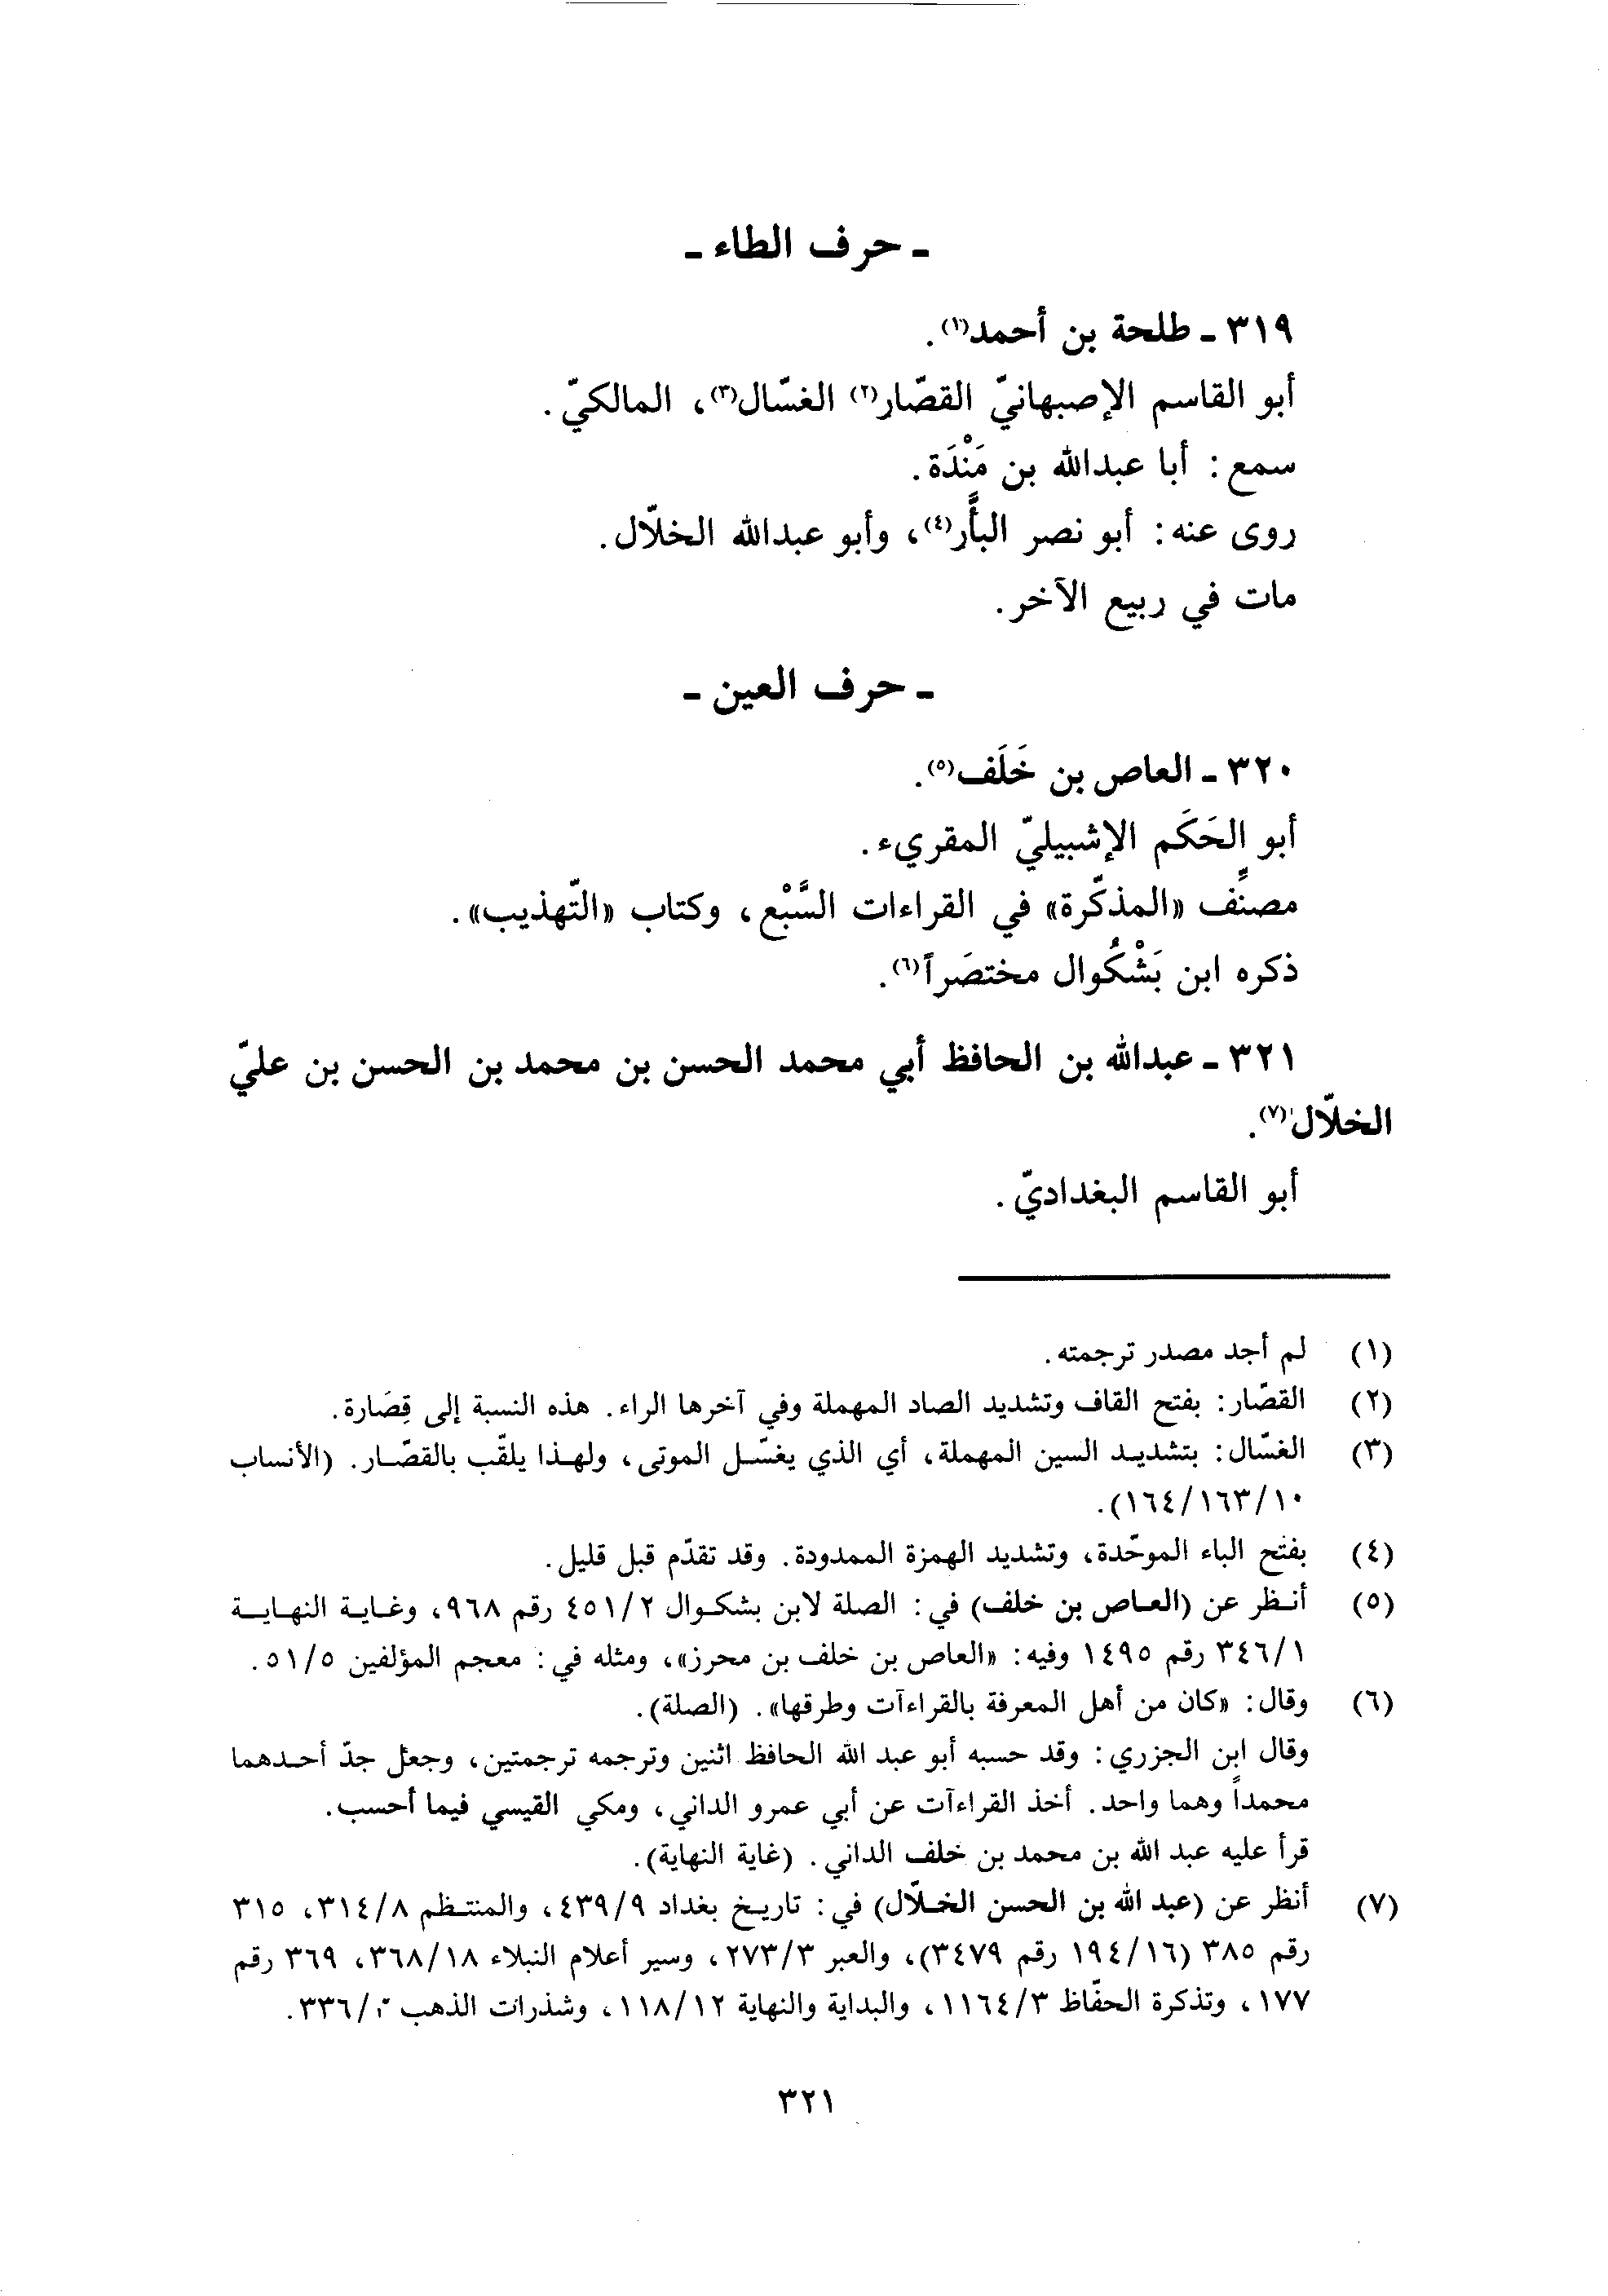 ـ حرف الطاء ـ
٣١٩ ـ طلحة بن أحمد(١).
أبو القاسم الإصبهانيّ القصّار(٢) الغسّال(٣)، المالكيّ.
سمع: أبا عبدالله بن مَنْدَة.
روى عنه: أبو نصر البأّر(٤)، وأبو عبدالله الخلّال.
مات في ربيع الآخر.
ـ حرف العين ـ
٣٢٠ ـ العاص بن خَلَف(٥).
أبو الحَكَم الإشبيليّ المقريء.
مصنِّف «المذكّرة» في القراءات السَّبْع، وكتاب «التّهذيب».
ذكره ابن بَشْكُوال مختصَراً(٦).
٣٢١ ـ عبدالله بن الحافظ أبي محمد الحسن بن محمد بن الحسن بن عليّ
الخلّال(٧).
أبو القاسم البغداديّ.
(١) لم أجد مصدر ترجمته.
(٢) القصّار: بفتح القاف وتشديد الصاد المهملة وفي آخرها الراء. هذه النسبة إلى قِصَارة.
(٣) الغسّال: بتشديد السين المهملة، أي الذي يغسّل الموتى، ولهذا يلقّب بالقصّار. (الأنساب
١٠/١٦٣/١٦٤).
(٤) بفتح الباء الموحّدة، وتشديد الهمزة الممدودة. وقد تقدّم قبل قليل.
(٥) أنظر عن (العاص بن خلف) في: الصلة لابن بشكوال ٢/٤٥١ رقم ٩٦٨، وغاية النهاية
١/٣٤٦ رقم ١٤٩٥ وفيه: «العاص بن خلف بن محرز»، ومثله في: معجم المؤلفين ٥/٥١.
(٦) وقال: «كان من أهل المعرفة بالقراءآت وطرقها». (الصلة).
وقال ابن الجزري: وقد حسبه أبو عبد الله الحافظ اثنين وترجمه ترجمتين، وجعل جدّ أحدهما
محمداً وهما واحد. أخذ القراءآت عن أبي عمرو الداني، ومكي القيسي فيما أحسب.
قرأ عليه عبد الله بن محمد بن خلف الداني. (غاية النهاية).
(٧) أنظر عن (عبد الله بن الحسن الخلّال) في: تاريخ بغداد ٩/٤٣٩، والمنتظم ٨/٣١٤، ٣١٥
رقم ٣٨٥ (١٦/١٩٤ رقم ٣٤٧٩)، والعبر ٣/٢٧٣، وسير أعلام النبلاء ١٨/٣٦٨، ٣٦٩ رقم
١٧٧، وتذكرة الحفّاظ ٣/١١٦٤، والبداية والنهاية ١٢/١١٨، وشذرات الذهب /٣٣٦.
٣٢١